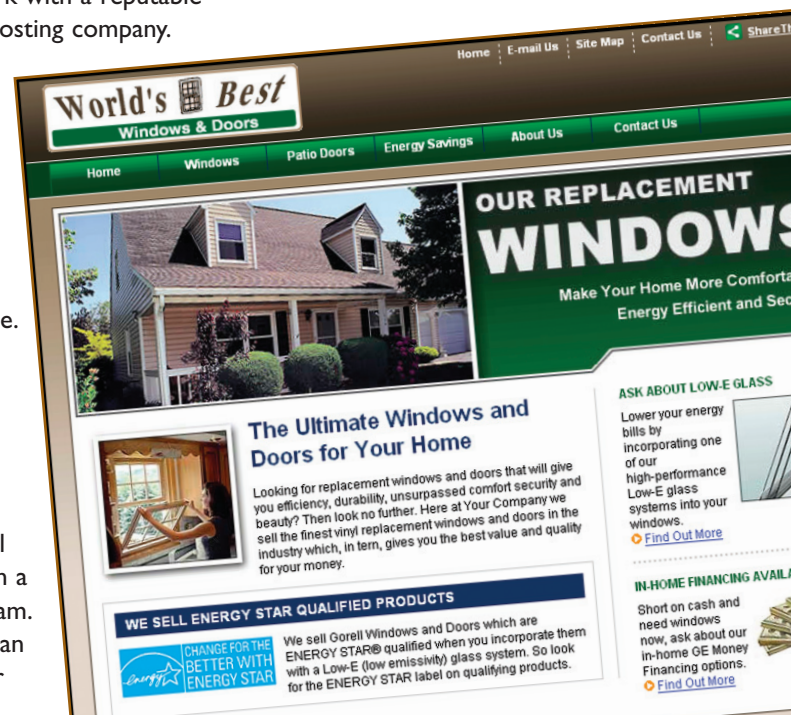 k with a reputable
osting company.
e.
l
n a
am.
an
r
Home E-mail Us Site Map Contact Us ShareTh
World's Best
Windows & Doors
Home Windows Patio Doors Energy Savings About Us Contact Us
OUR REPLACEMENT
WINDOWS
Make Your Home More Comforta
Energy Efficient and Sec
The Ultimate Windows and
Doors for Your Home
Looking for replacement windows and doors that will give
you efficiency, durability, unsurpassed comfort security and
beauty? Then look no further. Here at Your Company we
sell the finest vinyl replacement windows and doors in the
industry which, in tern, gives you the best value and quality
for your money.
WE SELL ENERGY STAR QUALIFIED PRODUCTS
energy
CHANGE FOR THE
BETTER WITH
ENERGY STAR
We sell Gorell Windows and Doors which are
ENERGY STAR® qualified when you incorporate them
with a Low-E (low emissivity) glass system. So look
for the ENERGY STAR label on qualifying products.
ASK ABOUT LOW-E GLASS
Lower your energy
bills by
incorporating one
of our
high-performance
Low-E glass
systems into your
windows.
Find Out More
IN-HOME FINANCING AVAILA
Short on cash and
need windows
now, ask about our
in-home GE Money
Financing options.
Find Out More